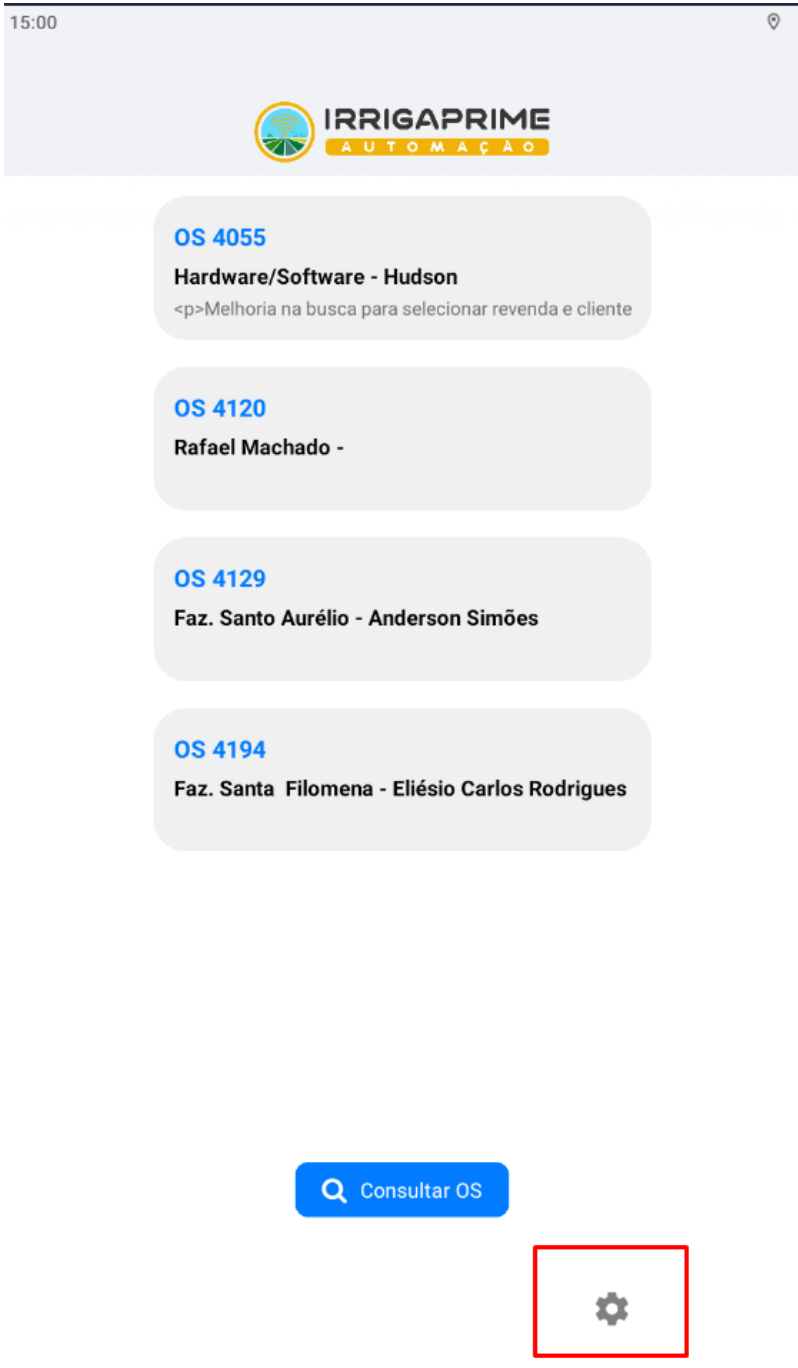 15:00
IRRIGAPRIME
AUTOMAÇÃO
OS 4055
Hardware/Software - Hudson
<p>Melhoria na busca para selecionar revenda e cliente
OS 4120
Rafael Machado -
OS 4129
Faz. Santo Aurélio - Anderson Simões
OS 4194
Faz. Santa  Filomena - Eliésio Carlos Rodrigues
Consultar OS